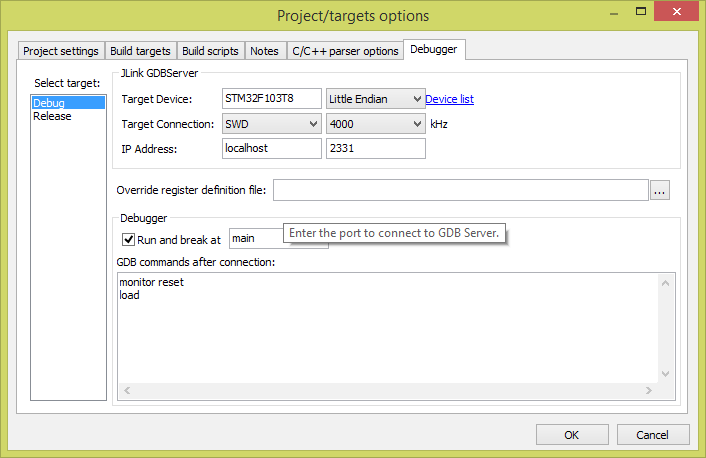 Project/targets options
Project settings Build targets Build scripts Notes C/C++ parser options Debugger
Select target:
Debug
Release
JLink GDBServer
Target Device: STM32F103T8 Little Endian Device list
Target Connection: SWD 4000 kHz
IP Address: localhost 2331
Override register definition file: ...
Debugger
Run and break at main
Enter the port to connect to GDB Server.
GDB commands after connection:
monitor reset
load
OK Cancel